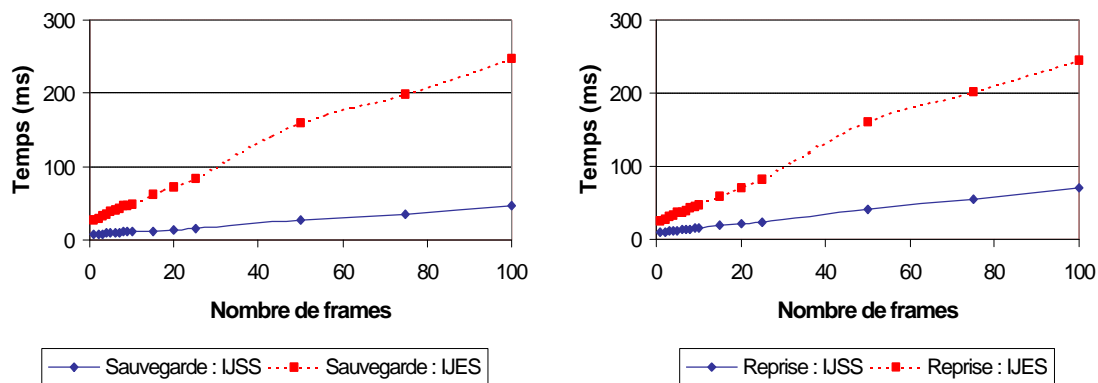 300
200
100
0
0 20 40 60 80 100
Temps (ms)
Nombre de frames
Sauvegarde : IJSS Sauvegarde : IJES
300
200
100
0
0 20 40 60 80 100
Temps (ms)
Nombre de frames
Reprise : IJSS Reprise : IJES